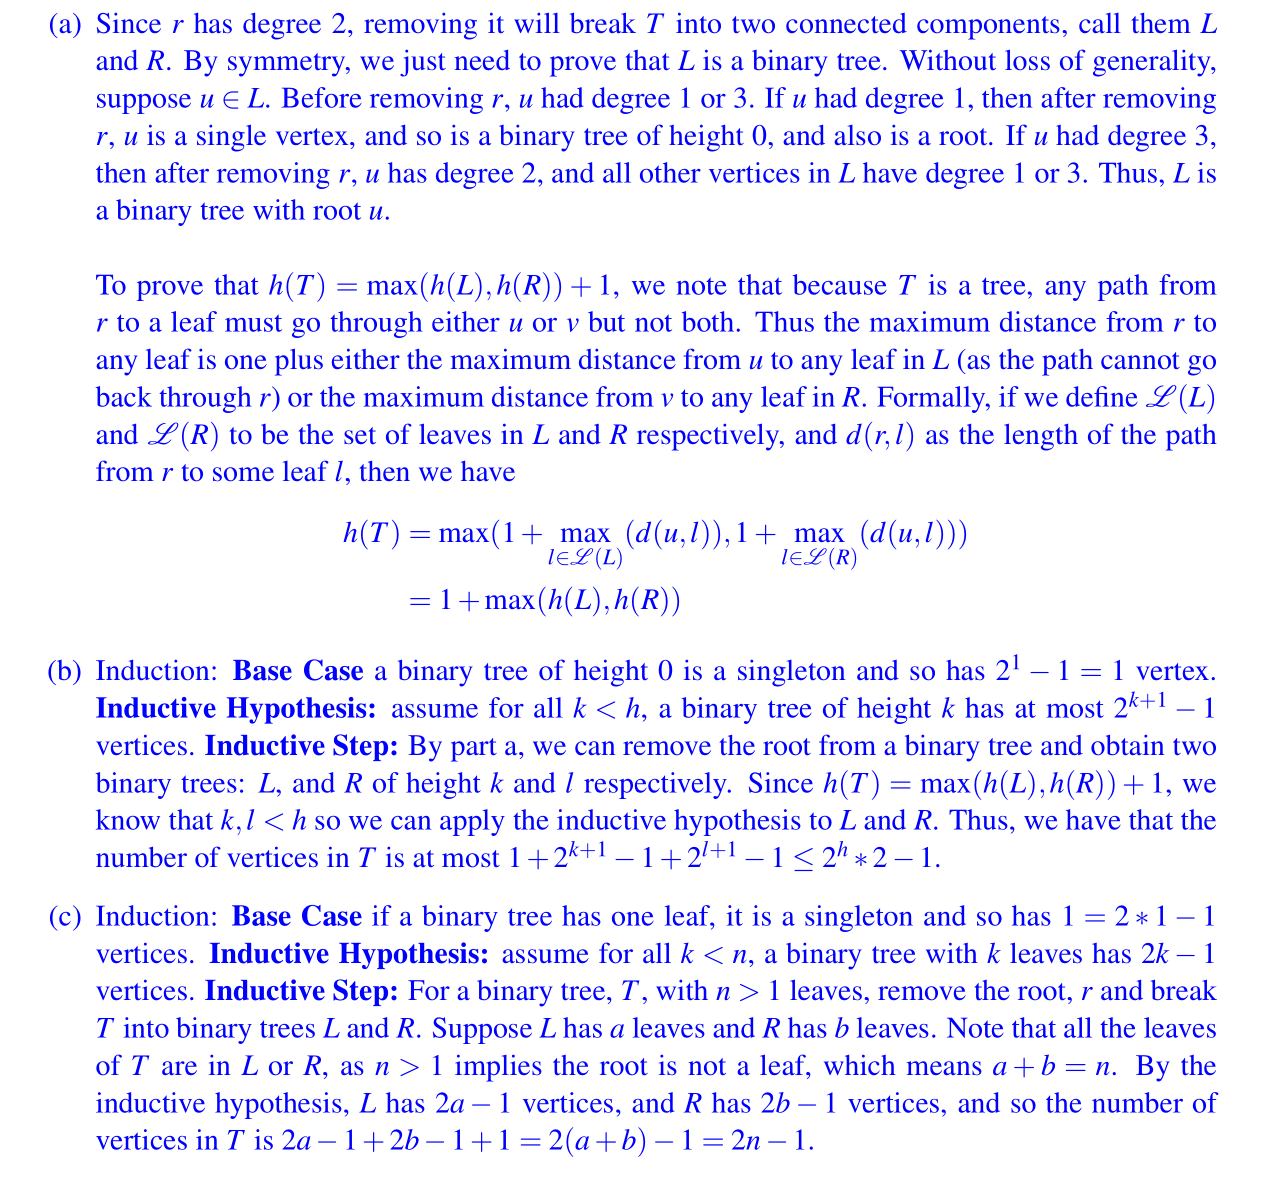 (a) Since r has degree 2, removing it will break T into two connected components, call them L
and R. By symmetry, we just need to prove that L is a binary tree. Without loss of generality,
suppose u ∈ L. Before removing r, u had degree 1 or 3. If u had degree 1, then after removing
r, u is a single vertex, and so is a binary tree of height 0, and also is a root. If u had degree 3,
then after removing r, u has degree 2, and all other vertices in L have degree 1 or 3. Thus, L is
a binary tree with root u.
To prove that h(T) = max(h(L),h(R)) + 1, we note that because T is a tree, any path from
r to a leaf must go through either u or v but not both. Thus the maximum distance from r to
any leaf is one plus either the maximum distance from u to any leaf in L (as the path cannot go
back through r) or the maximum distance from v to any leaf in R. Formally, if we define ℒ(L)
and ℒ(R) to be the set of leaves in L and R respectively, and d(r,l) as the length of the path
from r to some leaf l, then we have
h(T) = max(1 + max_{l∈ℒ(L)} (d(u,l)), 1 + max_{l∈ℒ(R)} (d(u,l)))
= 1 + max(h(L),h(R))
(b) Induction: Base Case a binary tree of height 0 is a singleton and so has 2^1 − 1 = 1 vertex.
Inductive Hypothesis: assume for all k < h, a binary tree of height k has at most 2^{k+1} − 1
vertices. Inductive Step: By part a, we can remove the root from a binary tree and obtain two
binary trees: L, and R of height k and l respectively. Since h(T) = max(h(L),h(R)) + 1, we
know that k,l < h so we can apply the inductive hypothesis to L and R. Thus, we have that the
number of vertices in T is at most 1 + 2^{k+1} − 1 + 2^{l+1} − 1 ≤ 2^h ∗ 2 − 1.
(c) Induction: Base Case if a binary tree has one leaf, it is a singleton and so has 1 = 2 ∗ 1 − 1
vertices. Inductive Hypothesis: assume for all k < n, a binary tree with k leaves has 2k − 1
vertices. Inductive Step: For a binary tree, T, with n > 1 leaves, remove the root, r and break
T into binary trees L and R. Suppose L has a leaves and R has b leaves. Note that all the leaves
of T are in L or R, as n > 1 implies the root is not a leaf, which means a + b = n. By the
inductive hypothesis, L has 2a − 1 vertices, and R has 2b − 1 vertices, and so the number of
vertices in T is 2a − 1 + 2b − 1 + 1 = 2(a + b) − 1 = 2n − 1.